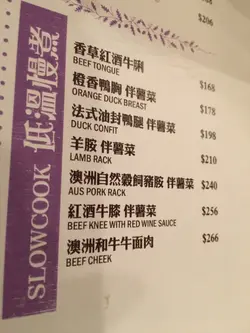 $206
SLOWCOOK 低溫慢煮
香草紅酒牛脷 $168
BEEF TONGUE
橙香鴨胸 伴薯菜 $178
ORANGE DUCK BREAST
法式油封鴨腿 伴薯菜 $198
DUCK CONFIT
羊胺 伴薯菜 $210
LAMB RACK
澳洲自然穀飼豬胺 伴薯菜 $240
AUS PORK RACK
紅酒牛膝 伴薯菜 $256
BEEF KNEE WITH RED WINE SAUCE
澳洲和牛牛面肉 $266
BEEF CHEEK